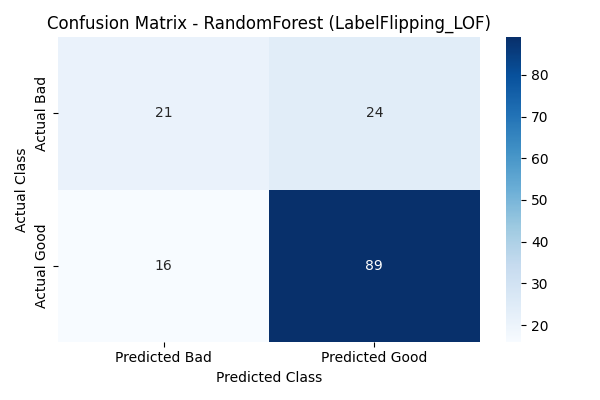 Confusion Matrix - RandomForest (LabelFlipping_LOF)
Actual Class
Actual Bad
21 24
Actual Good
16 89
Predicted Bad Predicted Good
Predicted Class
80
70
60
50
40
30
20